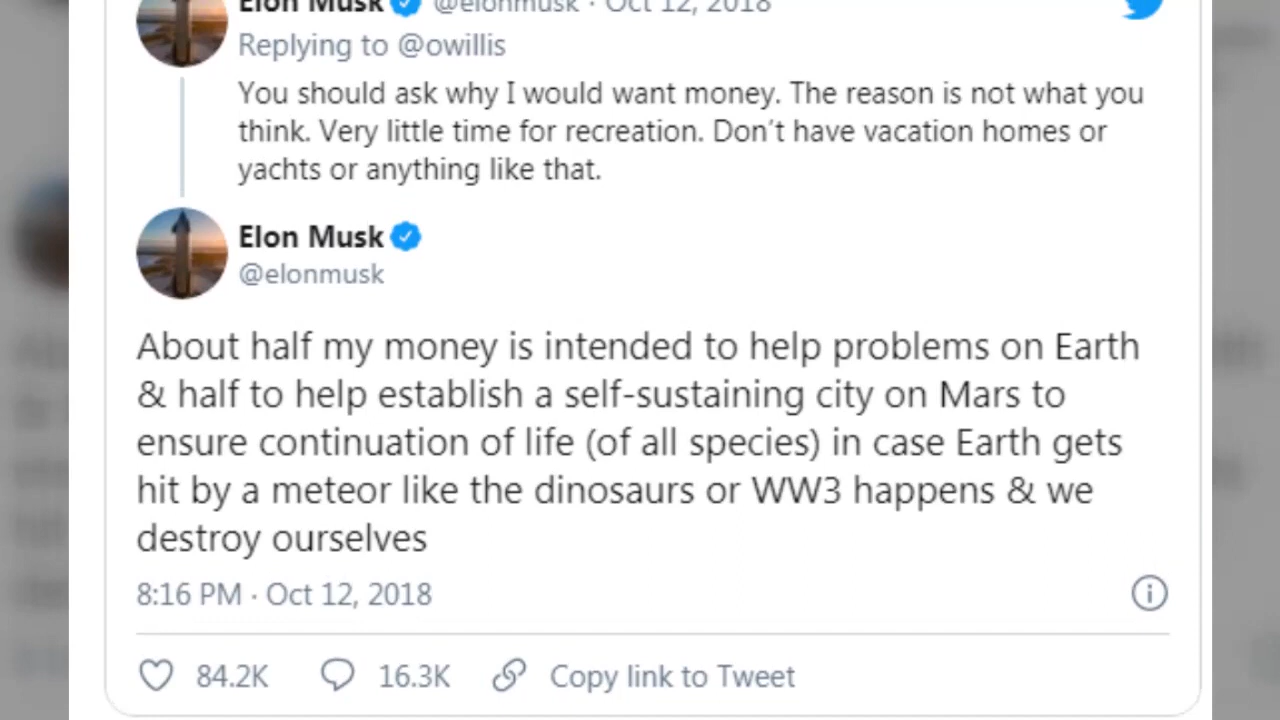 Elon Musk @elonmusk · Oct 12, 2018
Replying to @owillis
You should ask why I would want money. The reason is not what you
think. Very little time for recreation. Don’t have vacation homes or
yachts or anything like that.
Elon Musk
@elonmusk
About half my money is intended to help problems on Earth
& half to help establish a self-sustaining city on Mars to
ensure continuation of life (of all species) in case Earth gets
hit by a meteor like the dinosaurs or WW3 happens & we
destroy ourselves
8:16 PM · Oct 12, 2018
84.2K 16.3K Copy link to Tweet